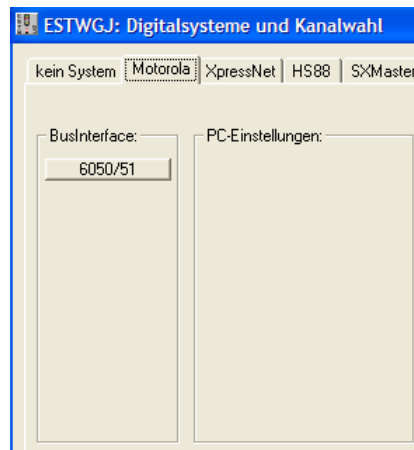 ESTWGJ: Digitalsysteme und Kanalwahl
kein System Motorola XpressNet HS88 SXMaster
BusInterface: PC-Einstellungen:
6050/51